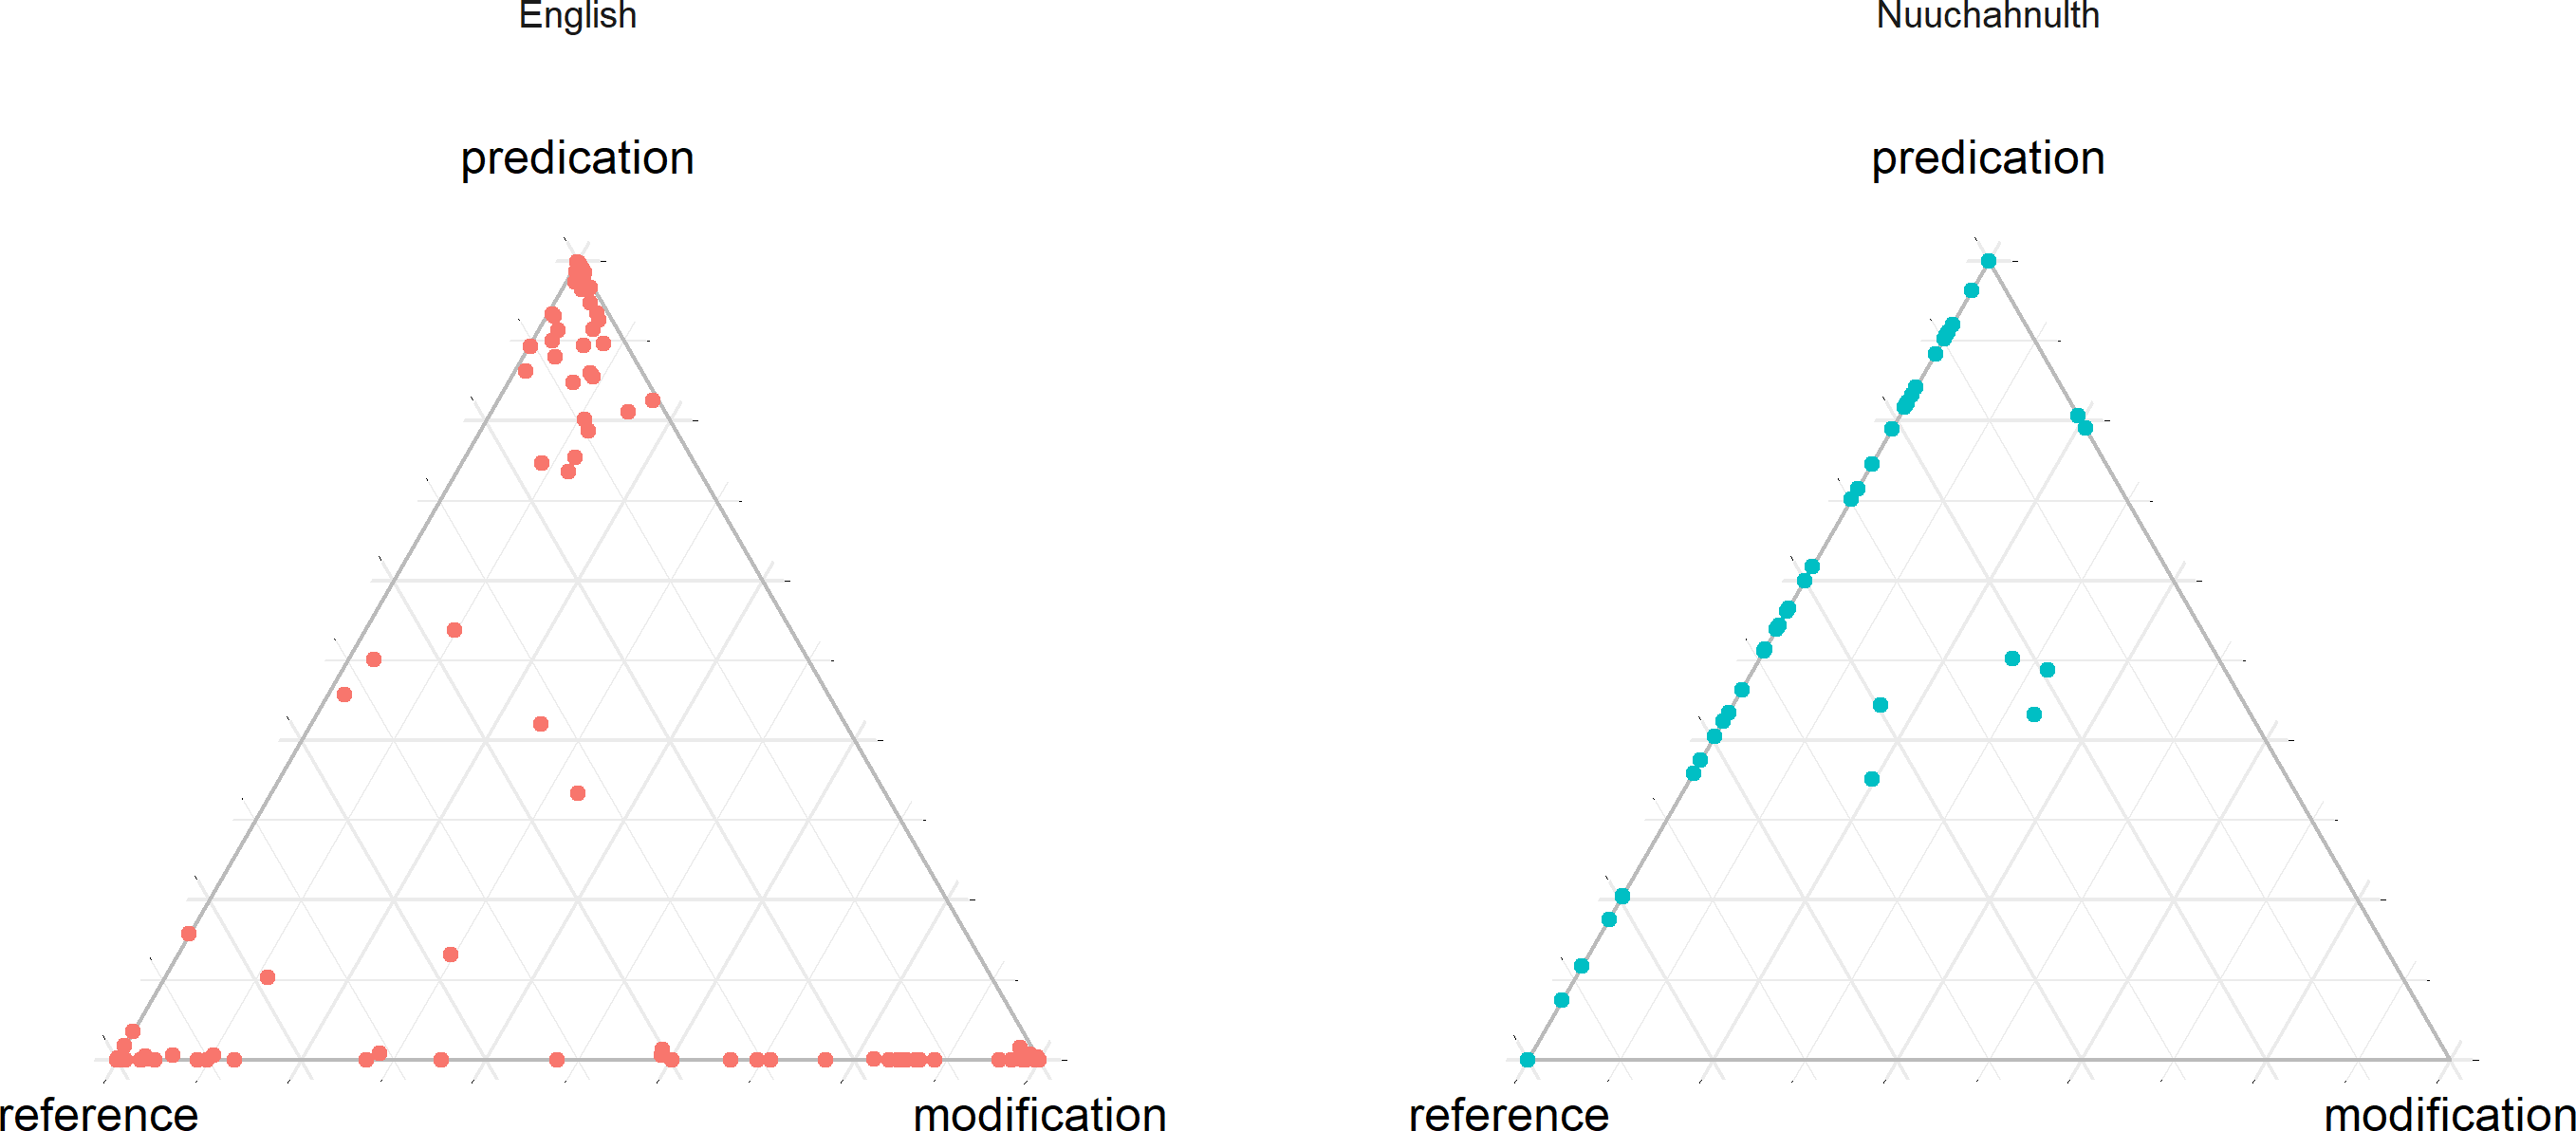 English
Nuuchahnulth
predication
predication
reference
modification
reference
modification